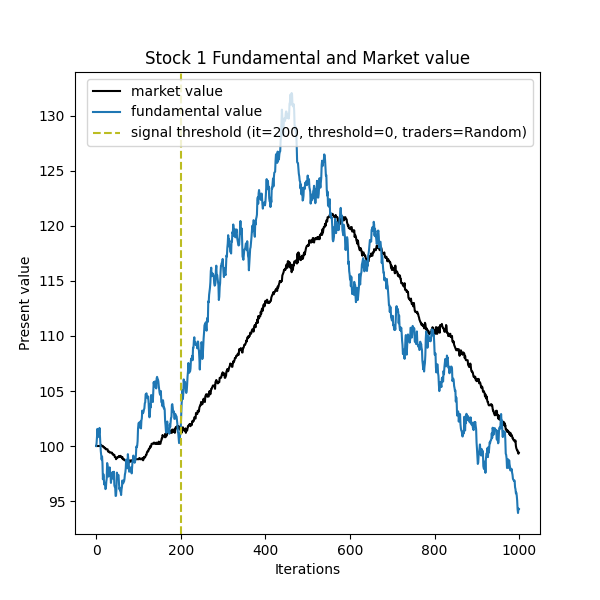 Stock 1 Fundamental and Market value
market value
fundamental value
signal threshold (it=200, threshold=0, traders=Random)
130
125
120
115
110
105
100
95
Present value
0 200 400 600 800 1000
Iterations